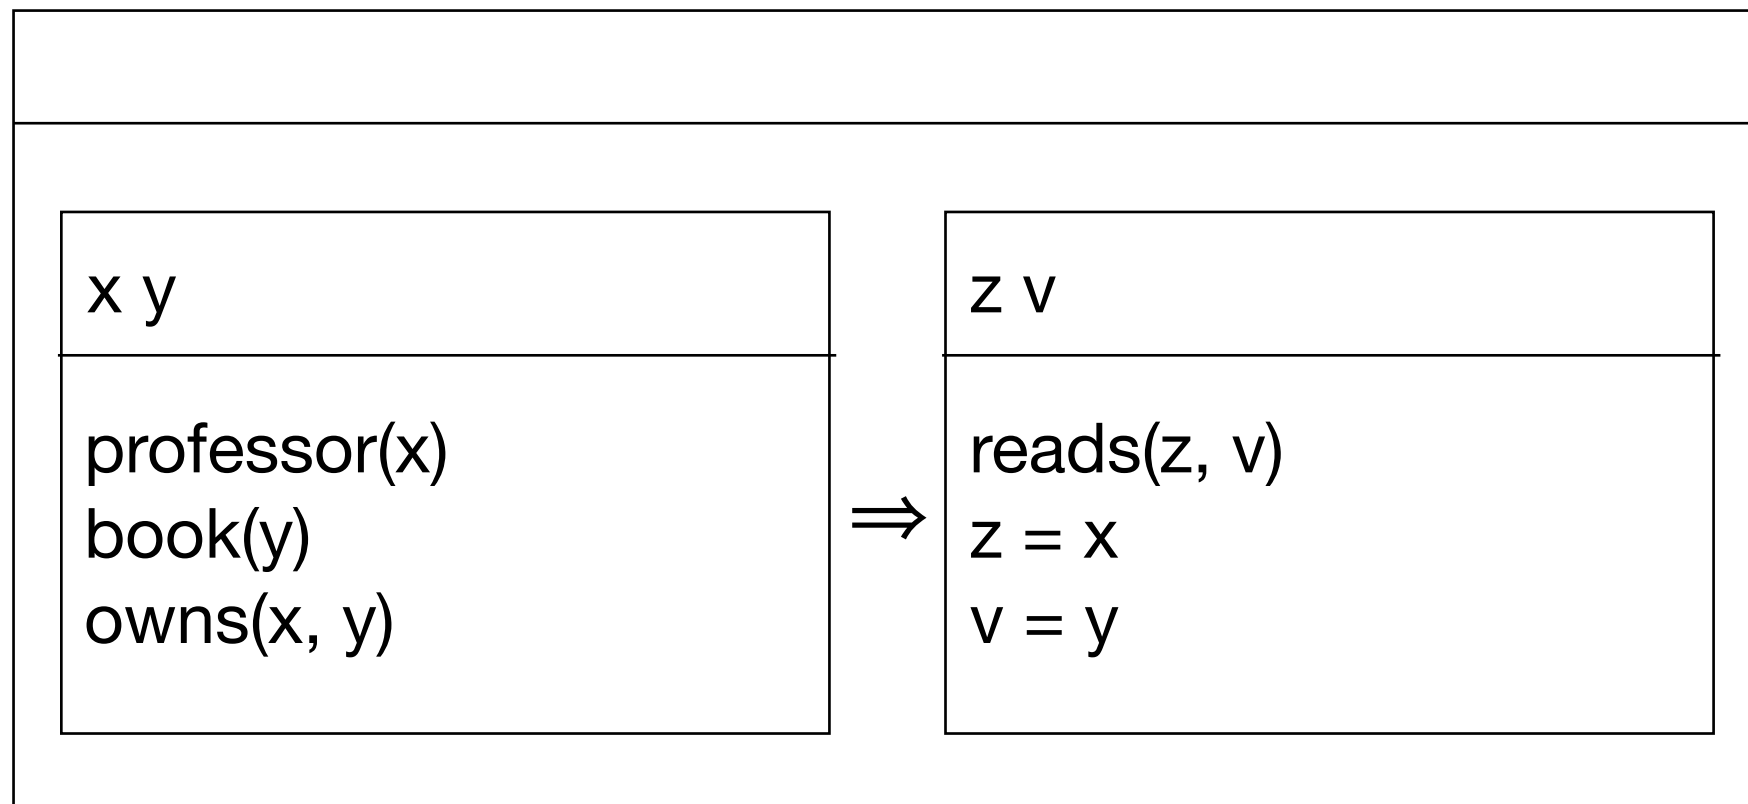 x y
professor(x)
book(y)
owns(x, y)
⇒
z v
reads(z, v)
z = x
v = y